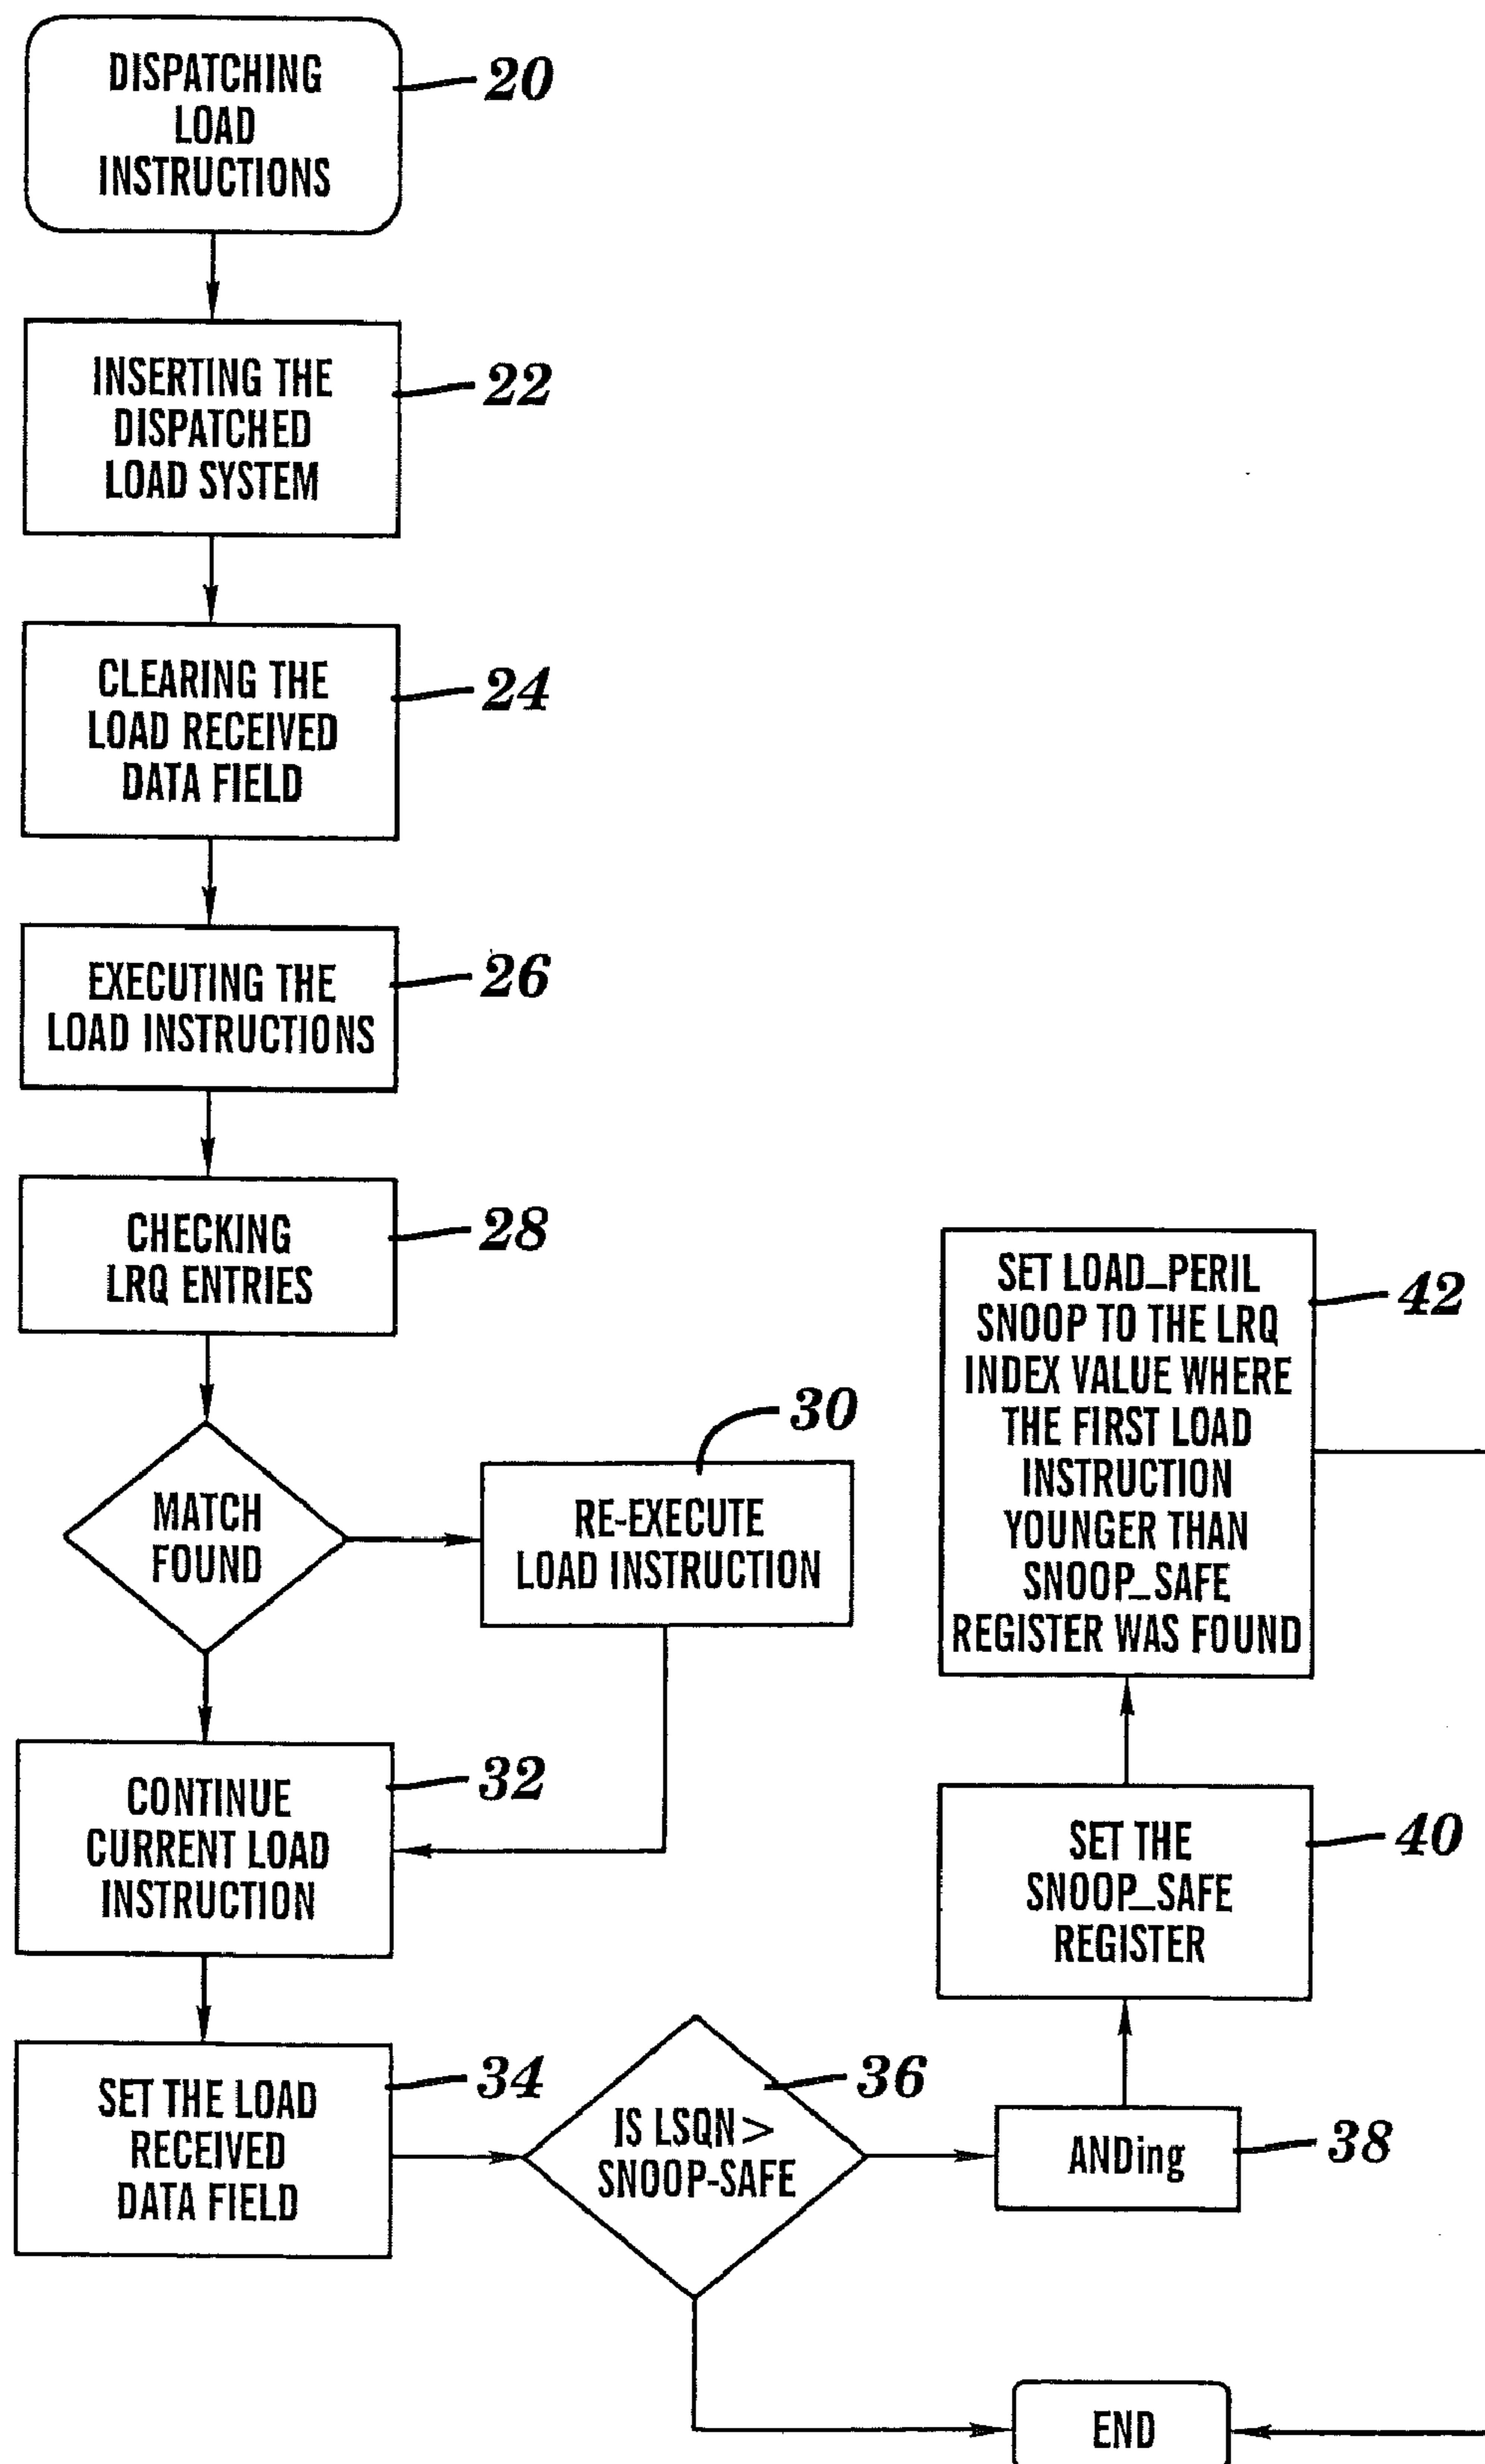 DISPATCHING
LOAD
INSTRUCTIONS
20
INSERTING THE
DISPATCHED
LOAD SYSTEM
22
CLEARING THE
LOAD RECEIVED
DATA FIELD
24
EXECUTING THE
LOAD INSTRUCTIONS
26
CHECKING
LRQ ENTRIES
28
MATCH
FOUND
RE-EXECUTE
LOAD INSTRUCTION
30
CONTINUE
CURRENT LOAD
INSTRUCTION
32
SET THE LOAD
RECEIVED
DATA FIELD
34
IS LSQN >
SNOOP-SAFE
36
ANDing
38
SET THE
SNOOP_SAFE
REGISTER
40
SET LOAD_PERIL
SNOOP TO THE LRQ
INDEX VALUE WHERE
THE FIRST LOAD
INSTRUCTION
YOUNGER THAN
SNOOP_SAFE
REGISTER WAS FOUND
42
END